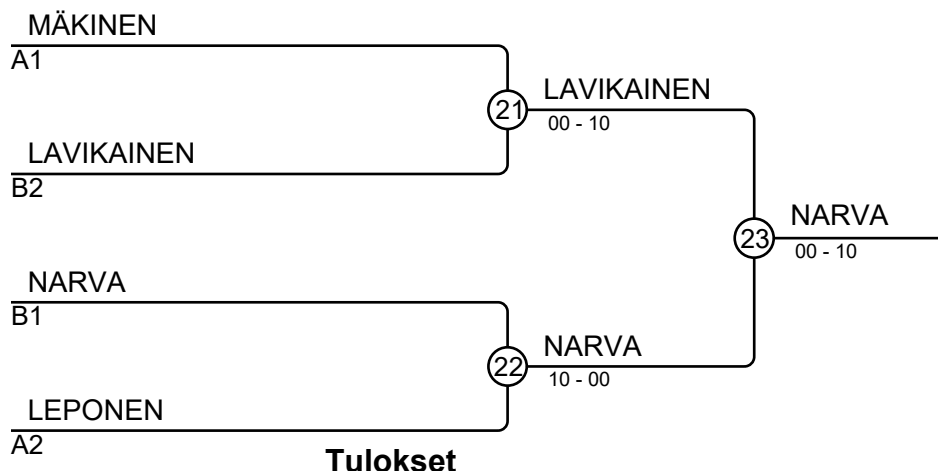 MÄKINEN
A1
21
LAVIKAINEN
00 - 10
LAVIKAINEN
B2
23
NARVA
00 - 10
NARVA
B1
22
NARVA
10 - 00
LEPONEN
A2
Tulokset